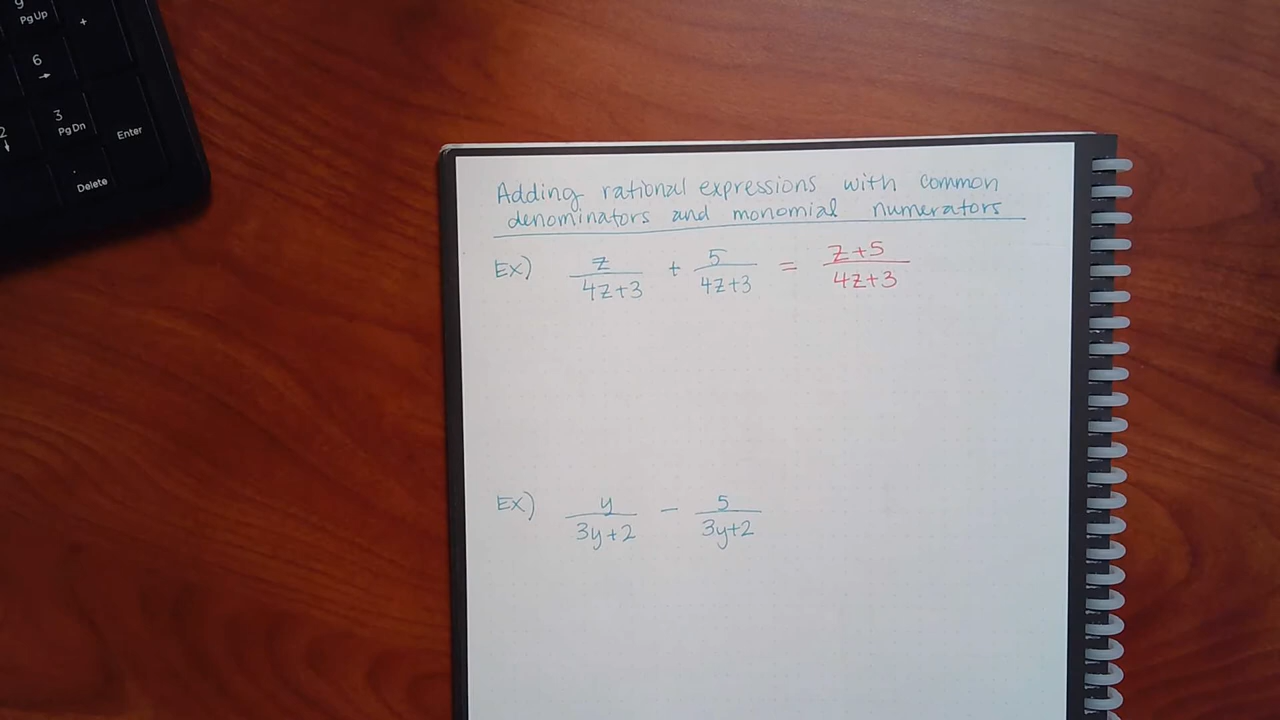 9
PgUp
+
6
→
3
PgDn
2
↓
Enter
.
Delete
Adding rational expressions with common
denominators and monomial numerators
Ex) z/(4z+3) + 5/(4z+3) = (z+5)/(4z+3)
Ex) y/(3y+2) - 5/(3y+2)